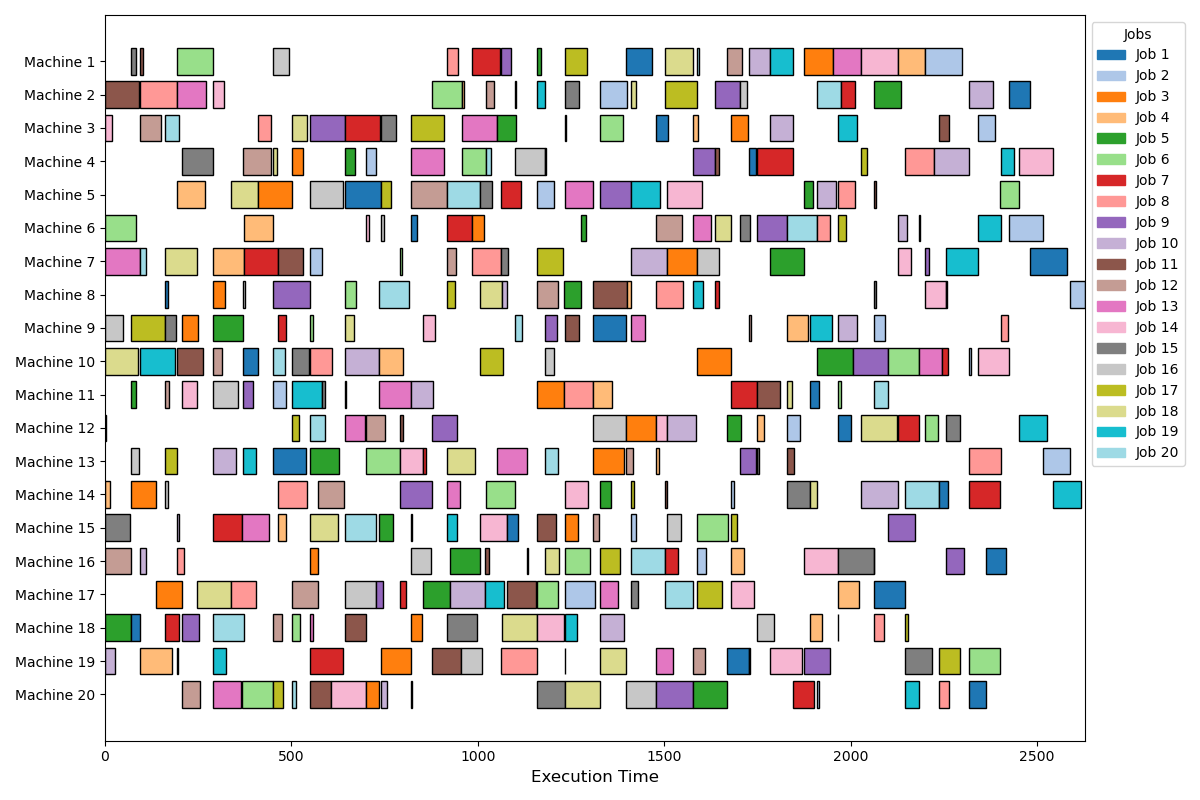 Machine 1
Machine 2
Machine 3
Machine 4
Machine 5
Machine 6
Machine 7
Machine 8
Machine 9
Machine 10
Machine 11
Machine 12
Machine 13
Machine 14
Machine 15
Machine 16
Machine 17
Machine 18
Machine 19
Machine 20
0
500
1000
1500
2000
2500
Execution Time
Jobs
Job 1
Job 2
Job 3
Job 4
Job 5
Job 6
Job 7
Job 8
Job 9
Job 10
Job 11
Job 12
Job 13
Job 14
Job 15
Job 16
Job 17
Job 18
Job 19
Job 20